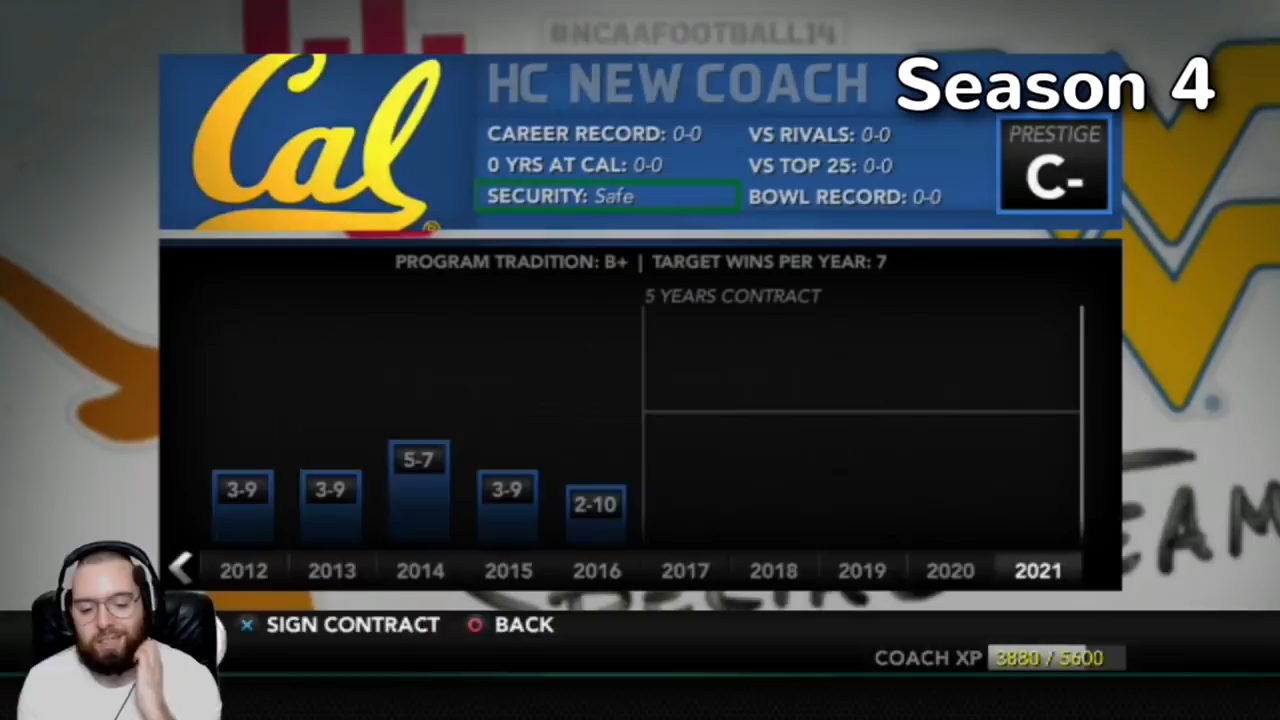 #NCAAFOOTBALL14
Cal
HC NEW COACH
Season 4
CAREER RECORD: 0-0
VS RIVALS: 0-0
PRESTIGE
0 YRS AT CAL: 0-0
VS TOP 25: 0-0
C-
SECURITY: Safe
BOWL RECORD: 0-0
PROGRAM TRADITION: B+ | TARGET WINS PER YEAR: 7
5 YEARS CONTRACT
5-7
3-9
3-9
3-9
2-10
EAM
2012
2013
2014
2015
2016
2017
2018
2019
2020
2021
× SIGN CONTRACT
BACK
COACH XP 3880 / 5600